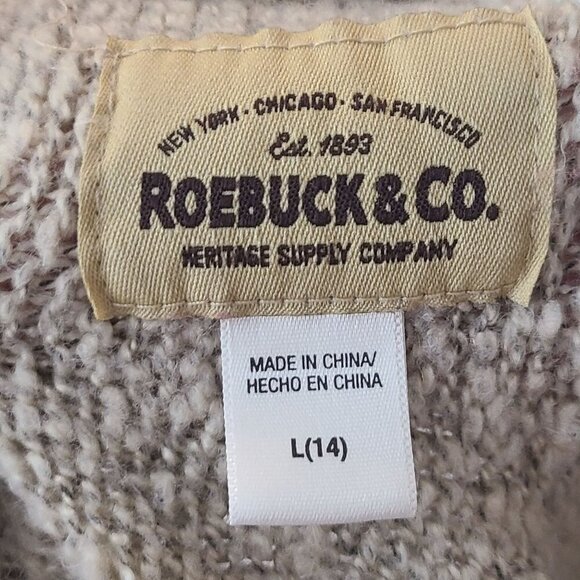 NEW YORK · CHICAGO · SAN FRANCISCO
Est. 1893
ROEBUCK & CO.
HERITAGE SUPPLY COMPANY
MADE IN CHINA/
HECHO EN CHINA
L(14)